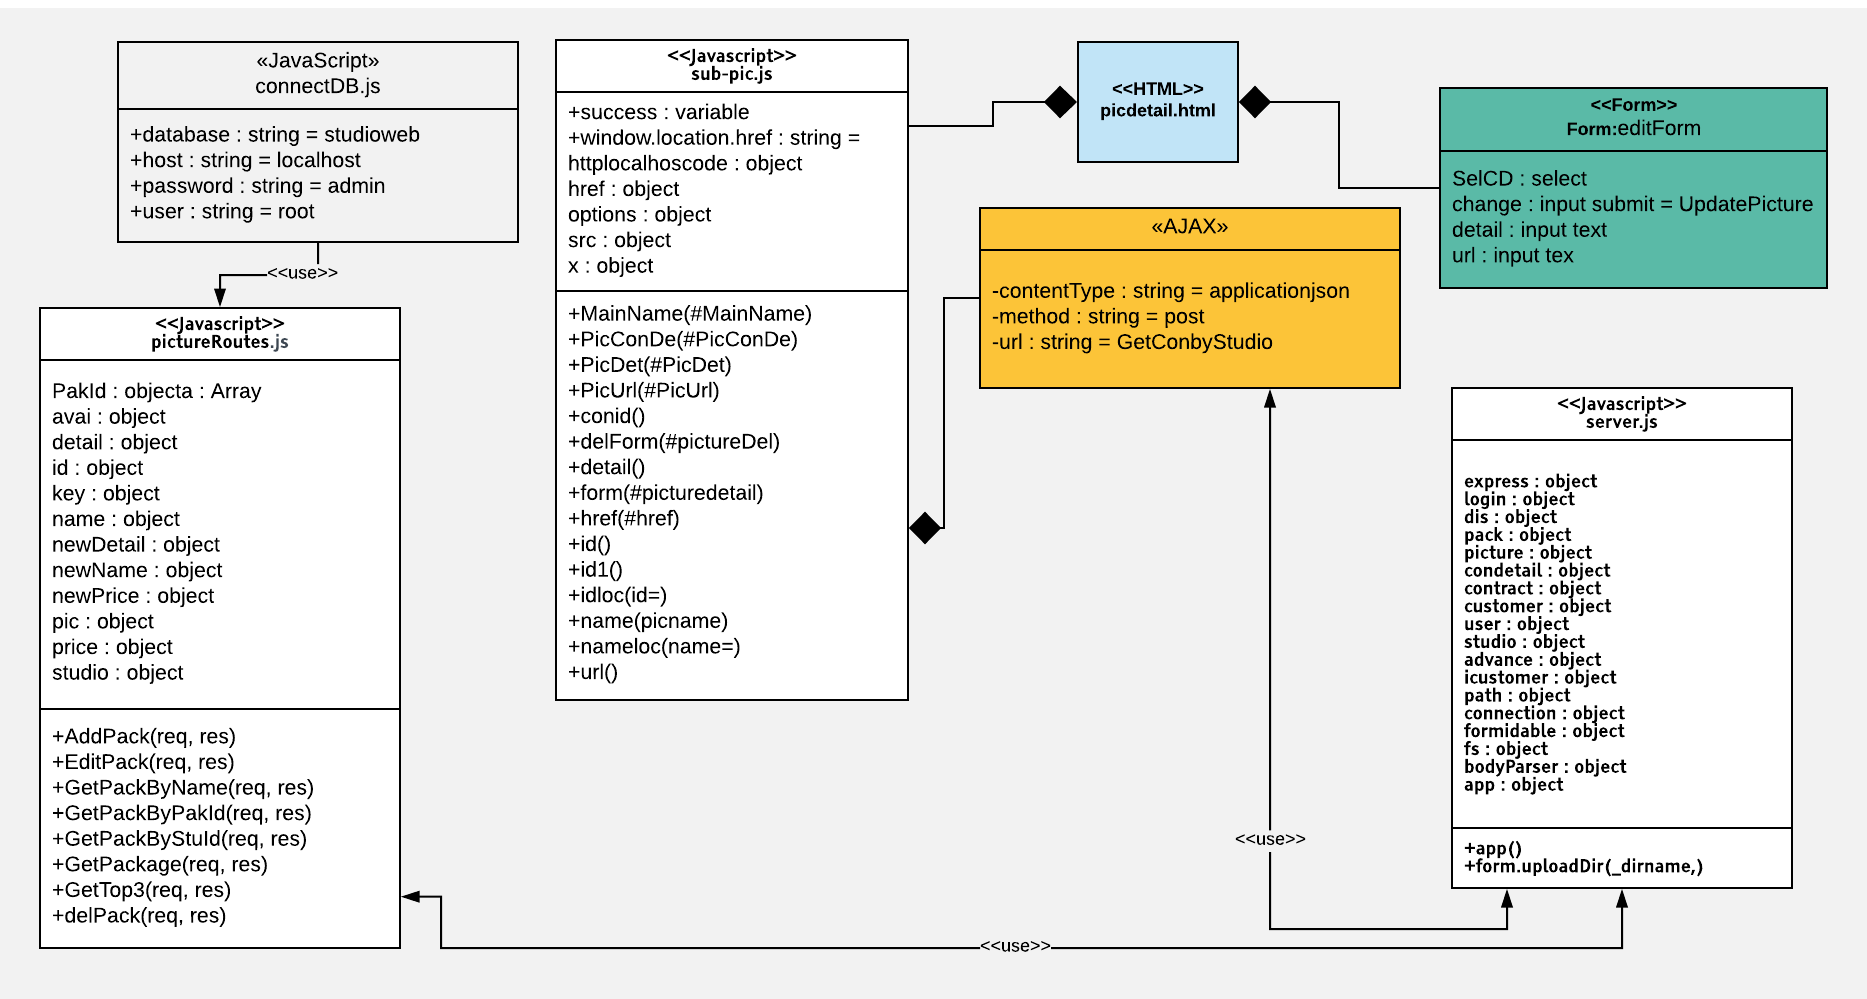 «JavaScript»
connectDB.js
+database : string = studioweb
+host : string = localhost
+password : string = admin
+user : string = root
<<use>>
<<Javascript>>
pictureRoutes.js
PakId : objecta : Array
avai : object
detail : object
id : object
key : object
name : object
newDetail : object
newName : object
newPrice : object
pic : object
price : object
studio : object
+AddPack(req, res)
+EditPack(req, res)
+GetPackByName(req, res)
+GetPackByPakId(req, res)
+GetPackByStuId(req, res)
+GetPackage(req, res)
+GetTop3(req, res)
+delPack(req, res)
<<Javascript>>
sub-pic.js
+success : variable
+window.location.href : string =
httplocalhoscode : object
href : object
options : object
src : object
x : object
+MainName(#MainName)
+PicConDe(#PicConDe)
+PicDet(#PicDet)
+PicUrl(#PicUrl)
+conid()
+delForm(#pictureDel)
+detail()
+form(#picturedetail)
+href(#href)
+id()
+id1()
+idloc(id=)
+name(picname)
+nameloc(name=)
+url()
<<HTML>>
picdetail.html
<<Form>>
Form:editForm
SelCD : select
change : input submit = UpdatePicture
detail : input text
url : input tex
«AJAX»
-contentType : string = applicationjson
-method : string = post
-url : string = GetConbyStudio
<<Javascript>>
server.js
express : object
login : object
dis : object
pack : object
picture : object
condetail : object
contract : object
customer : object
user : object
studio : object
advance : object
icustomer : object
path : object
connection : object
formidable : object
fs : object
bodyParser : object
app : object
+app()
+form.uploadDir(_dirname,)
<<use>>
<<use>>